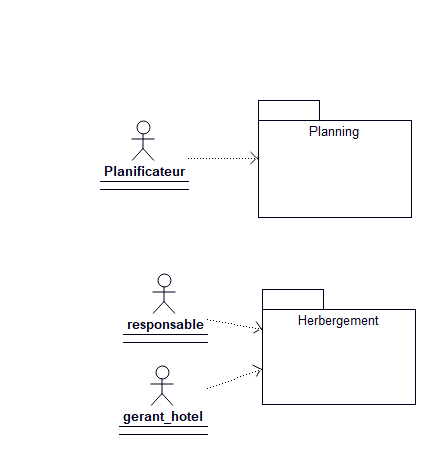 Planning
Planificateur
responsable
Herbergement
gerant_hotel